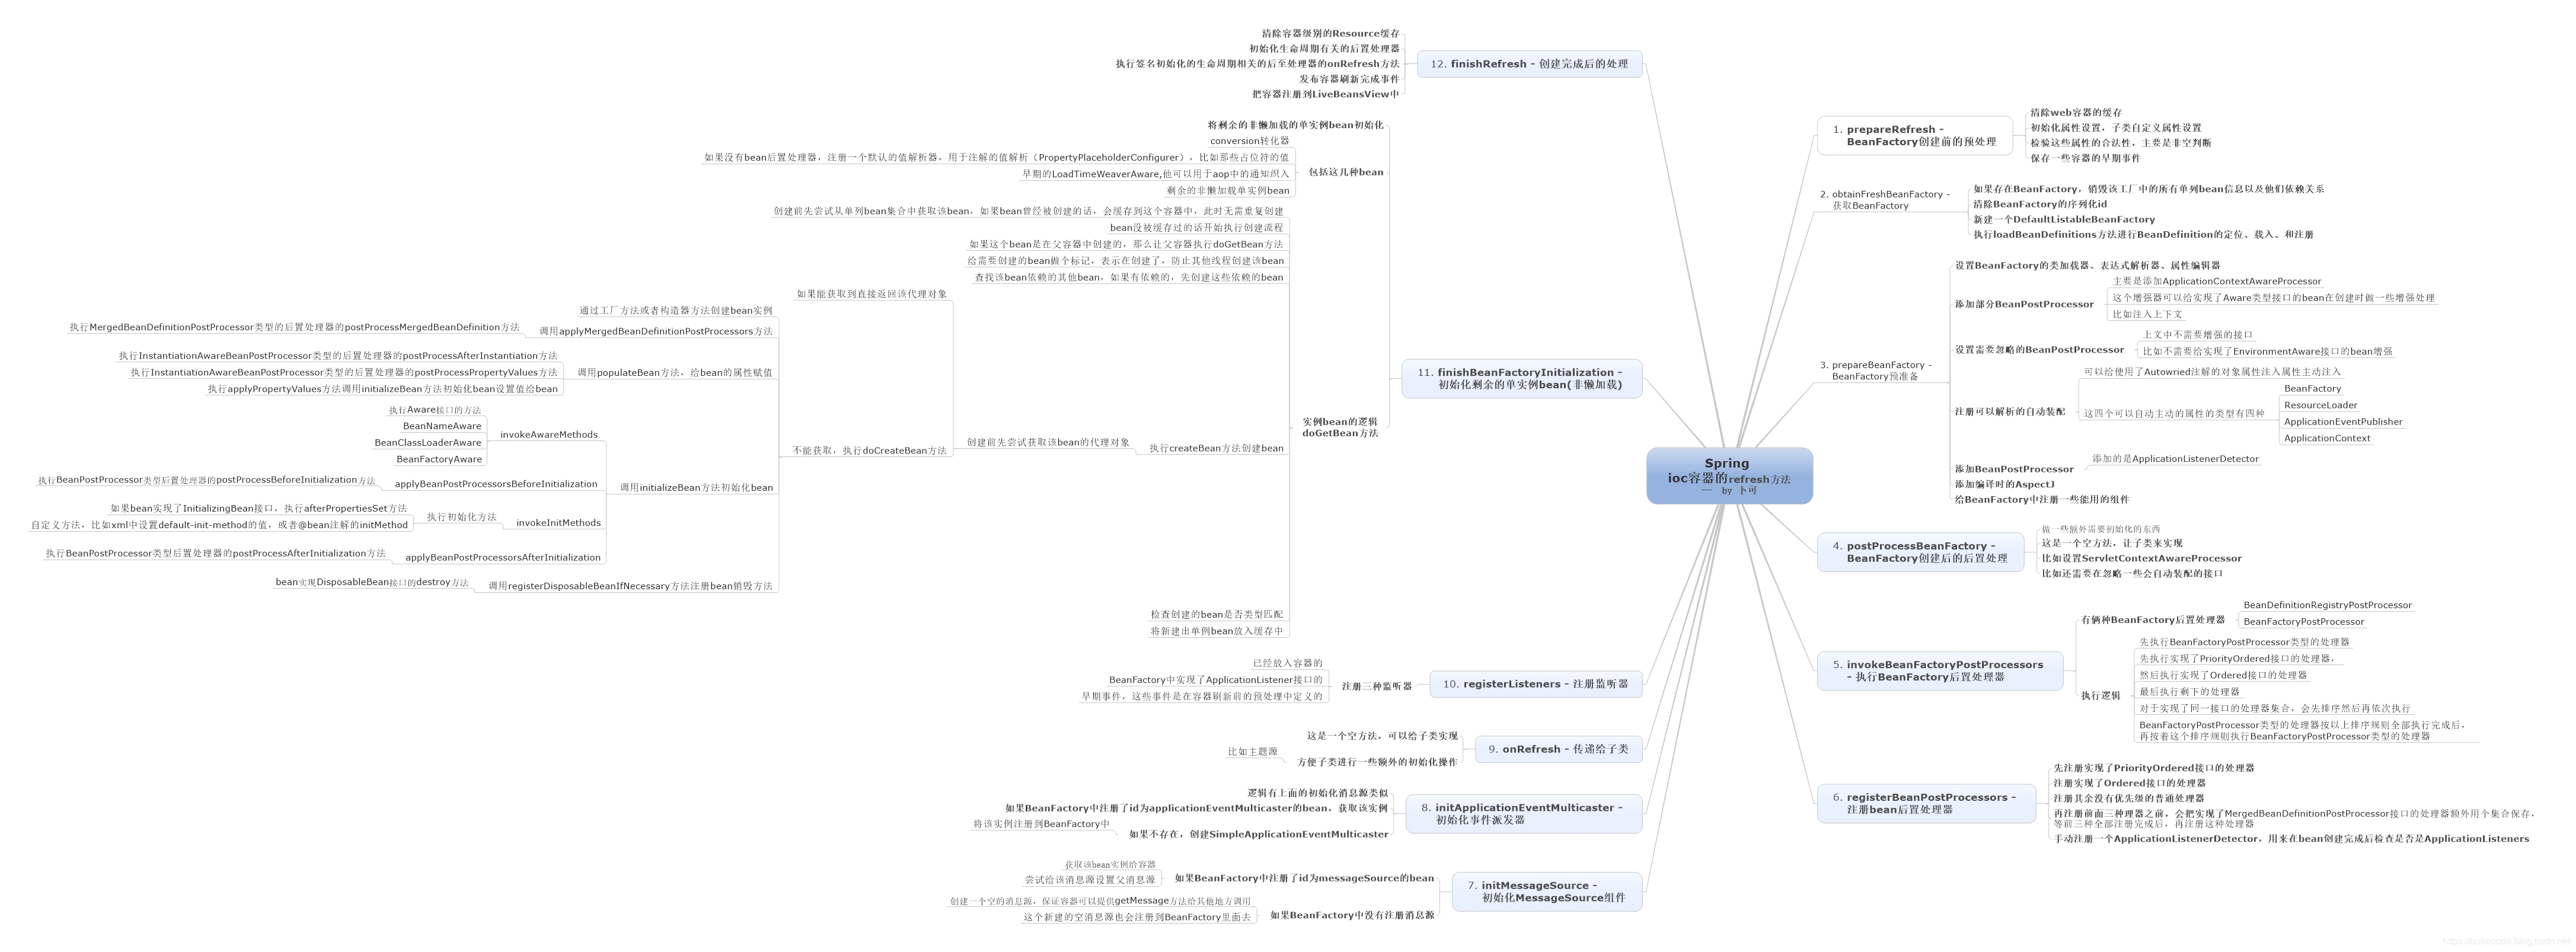 Spring
ioc容器的refresh方法
—— by 卜可
1. prepareRefresh -
BeanFactory创建前的预处理
清除web容器的缓存
初始化属性设置，子类自定义属性设置
检验这些属性的合法性，主要是非空判断
保存一些容器的早期事件
2. obtainFreshBeanFactory -
获取BeanFactory
如果存在BeanFactory，销毁该工厂中的所有单列bean信息以及他们依赖关系
清除BeanFactory的序列化id
新建一个DefaultListableBeanFactory
执行loadBeanDefinitions方法进行BeanDefinition的定位、载入、和注册
3. prepareBeanFactory -
BeanFactory预准备
设置BeanFactory的类加载器、表达式解析器、属性编辑器
添加部分BeanPostProcessor
主要是添加ApplicationContextAwareProcessor
这个增强器可以给实现了Aware类型接口的bean在创建时做一些增强处理
比如注入上下文
设置需要忽略的BeanPostProcessor
上文中不需要增强的接口
比如不需要给实现了EnvironmentAware接口的bean增强
注册可以解析的自动装配
可以给使用了Autowried注解的对象属性注入属性主动注入
这四个可以自动主动的属性的类型有四种
BeanFactory
ResourceLoader
ApplicationEventPublisher
ApplicationContext
添加BeanPostProcessor
添加的是ApplicationListenerDetector
添加编译时的AspectJ
给BeanFactory中注册一些能用的组件
4. postProcessBeanFactory -
BeanFactory创建后的后置处理
做一些额外需要初始化的东西
这是一个空方法，让子类来实现
比如设置ServletContextAwareProcessor
比如还需要在忽略一些会自动装配的接口
5. invokeBeanFactoryPostProcessors
- 执行BeanFactory后置处理器
有俩种BeanFactory后置处理器
BeanDefinitionRegistryPostProcessor
BeanFactoryPostProcessor
执行逻辑
先执行BeanFactoryPostProcessor类型的处理器
先执行实现了PriorityOrdered接口的处理器，
然后执行实现了Ordered接口的处理器
最后执行剩下的处理器
对于实现了同一接口的处理器集合，会先排序然后再依次执行
BeanFactoryPostProcessor类型的处理器按以上排序规则全部执行完成后，
再按着这个排序规则执行BeanFactoryPostProcessor类型的处理器
6. registerBeanPostProcessors -
注册bean后置处理器
先注册实现了PriorityOrdered接口的处理器
注册实现了Ordered接口的处理器
注册其余没有优先级的普通处理器
再注册前面三种理器之前，会把实现了MergedBeanDefinitionPostProcessor接口的处理器额外用个集合保存，
等前三种全部注册完成后，再注册这种处理器
手动注册一个ApplicationListenerDetector，用来在bean创建完成后检查是否是ApplicationListeners
7. initMessageSource -
初始化MessageSource组件
如果BeanFactory中注册了id为messageSource的bean
获取该bean实例给容器
尝试给该消息源设置父消息源
如果BeanFactory中没有注册消息源
创建一个空的消息源，保证容器可以提供getMessage方法给其他地方调用
这个新建的空消息源也会注册到BeanFactory里面去
8. initApplicationEventMulticaster -
初始化事件派发器
逻辑有上面的初始化消息源类似
如果BeanFactory中注册了id为applicationEventMulticaster的bean，获取该实例
如果不存在，创建SimpleApplicationEventMulticaster
将该实例注册到BeanFactory中
9. onRefresh - 传递给子类
这是一个空方法，可以给子类实现
方便子类进行一些额外的初始化操作
比如主题源
10. registerListeners - 注册监听器
注册三种监听器
已经放入容器的
BeanFactory中实现了ApplicationListener接口的
早期事件，这些事件是在容器刷新前的预处理中定义的
11. finishBeanFactoryInitialization -
初始化剩余的单实例bean(非懒加载)
将剩余的非懒加载的单实例bean初始化
包括这几种bean
conversion转化器
如果没有bean后置处理器，注册一个默认的值解析器，用于注解的值解析（PropertyPlaceholderConfigurer），比如那些占位符的值
早期的LoadTimeWeaverAware,他可以用于aop中的通知织入
剩余的非懒加载单实例bean
实例bean的逻辑
doGetBean方法
创建前先尝试从单列bean集合中获取该bean，如果bean曾经被创建的话，会缓存到这个容器中，此时无需重复创建
bean没被缓存过的话开始执行创建流程
如果这个bean是在父容器中创建的，那么让父容器执行doGetBean方法
给需要创建的bean做个标记，表示在创建了，防止其他线程创建该bean
查找该bean依赖的其他bean，如果有依赖的，先创建这些依赖的bean
执行createBean方法创建bean
创建前先尝试获取该bean的代理对象
如果能获取到直接返回该代理对象
不能获取，执行doCreateBean方法
通过工厂方法或者构造器方法创建bean实例
调用applyMergedBeanDefinitionPostProcessors方法
执行MergedBeanDefinitionPostProcessor类型的后置处理器的postProcessMergedBeanDefinition方法
调用populateBean方法，给bean的属性赋值
执行InstantiationAwareBeanPostProcessor类型的后置处理器的postProcessAfterInstantiation方法
执行InstantiationAwareBeanPostProcessor类型的后置处理器的postProcessPropertyValues方法
执行applyPropertyValues方法调用initializeBean方法初始化bean设置值给bean
调用initializeBean方法初始化bean
invokeAwareMethods
执行Aware接口的方法
BeanNameAware
BeanClassLoaderAware
BeanFactoryAware
applyBeanPostProcessorsBeforeInitialization
执行BeanPostProcessor类型后置处理器的postProcessBeforeInitialization方法
invokeInitMethods
执行初始化方法
如果bean实现了InitializingBean接口，执行afterPropertiesSet方法
自定义方法，比如xml中设置default-init-method的值，或者@bean注解的initMethod
applyBeanPostProcessorsAfterInitialization
执行BeanPostProcessor类型后置处理器的postProcessAfterInitialization方法
调用registerDisposableBeanIfNecessary方法注册bean销毁方法
bean实现DisposableBean接口的destroy方法
检查创建的bean是否类型匹配
将新建出单例bean放入缓存中
12. finishRefresh - 创建完成后的处理
清除容器级别的Resource缓存
初始化生命周期有关的后置处理器
执行签名初始化的生命周期相关的后至处理器的onRefresh方法
发布容器刷新完成事件
把容器注册到LiveBeansView中